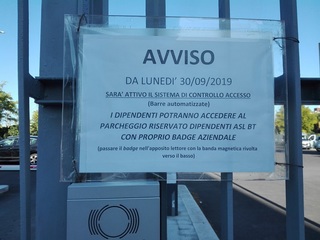 AVVISO
DA LUNEDI' 30/09/2019
SARA' ATTIVO IL SISTEMA DI CONTROLLO ACCESSO
(Barre automatizzate)
I DIPENDENTI POTRANNO ACCEDERE AL
PARCHEGGIO RISERVATO DIPENDENTI ASL BT
CON PROPRIO BADGE AZIENDALE
(passare il badge nell'apposito lettore con la banda magnetica rivolta
verso il basso)